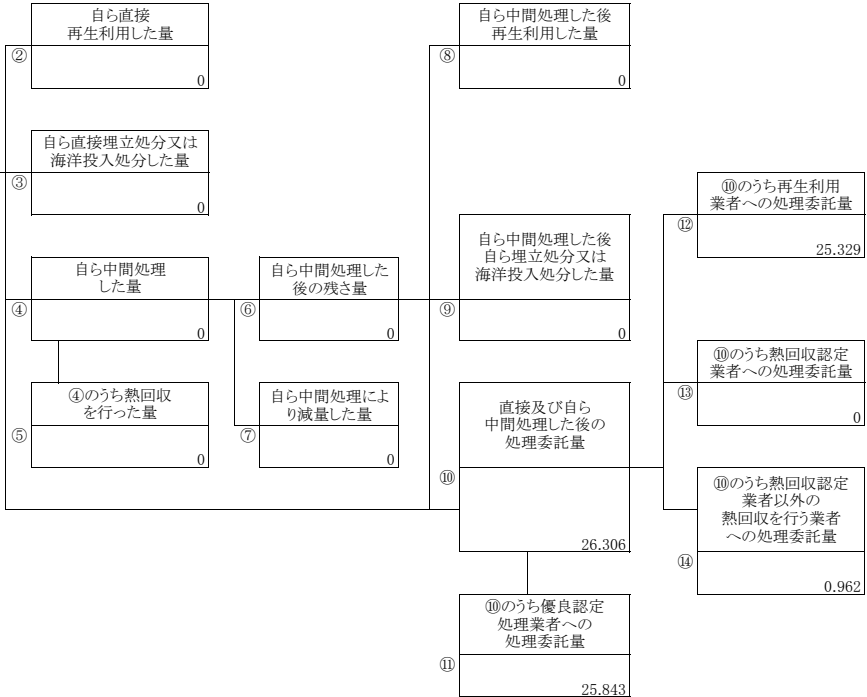 自ら直接
再生利用した量
②
0
自ら直接埋立処分又は
海洋投入処分した量
③
0
自ら中間処理
した量
④
0
④のうち熱回収
を行った量
⑤
0
自ら中間処理した
後の残さ量
⑥
0
自ら中間処理によ
り減量した量
⑦
0
自ら中間処理した後
再生利用した量
⑧
0
自ら中間処理した後
自ら埋立処分又は
海洋投入処分した量
⑨
0
直接及び自ら
中間処理した後の
処理委託量
⑩
26.306
⑩のうち優良認定
処理業者への
処理委託量
⑪
25.843
⑩のうち再生利用
業者への処理委託量
⑫
25.329
⑩のうち熱回収認定
業者への処理委託量
⑬
0
⑩のうち熱回収認定
業者以外の
熱回収を行う業者
への処理委託量
⑭
0.962